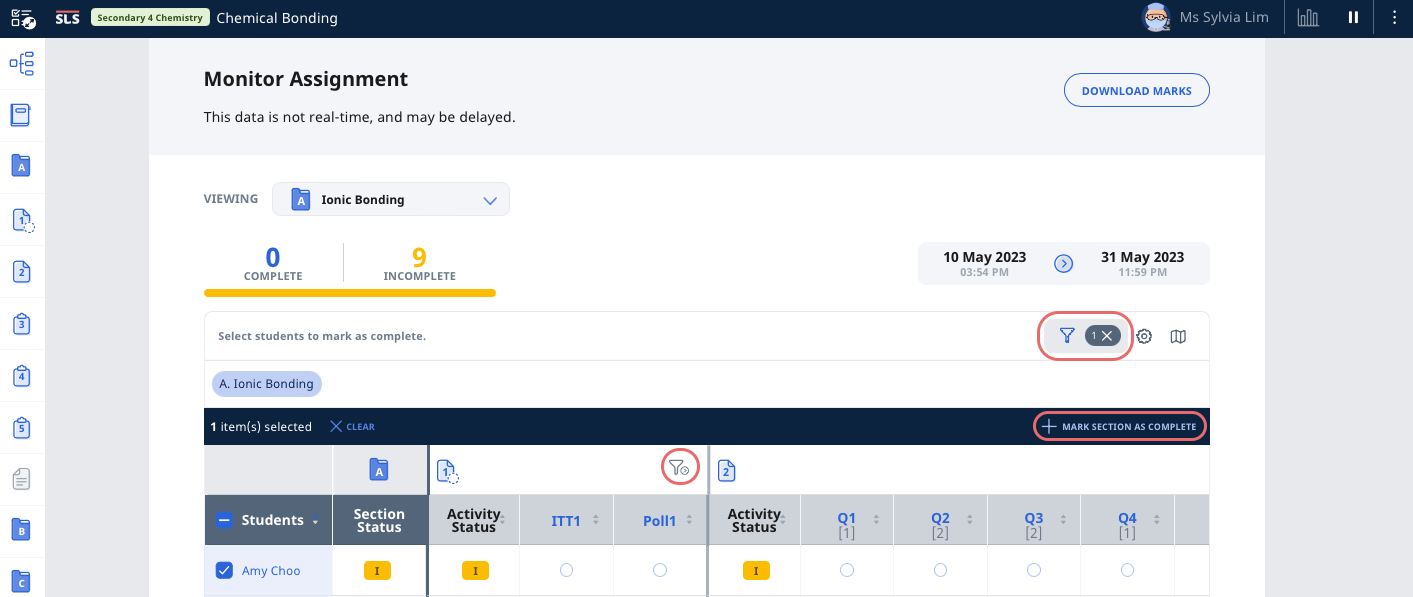 SLS Secondary 4 Chemistry Chemical Bonding Ms Sylvia Lim
Monitor Assignment
DOWNLOAD MARKS
This data is not real-time, and may be delayed.
VIEWING A Ionic Bonding
0 9
COMPLETE INCOMPLETE
10 May 2023 31 May 2023
03:54 PM 11:59 PM
Select students to mark as complete. 1
A. Ionic Bonding
1 item(s) selected CLEAR MARK SECTION AS COMPLETE
A 1 2
Students Section Status Activity Status ITT1 Poll1 Activity Status Q1 [1] Q2 [2] Q3 [2] Q4 [1]
Amy Choo I I I
A
1
2
3
4
5
B
C